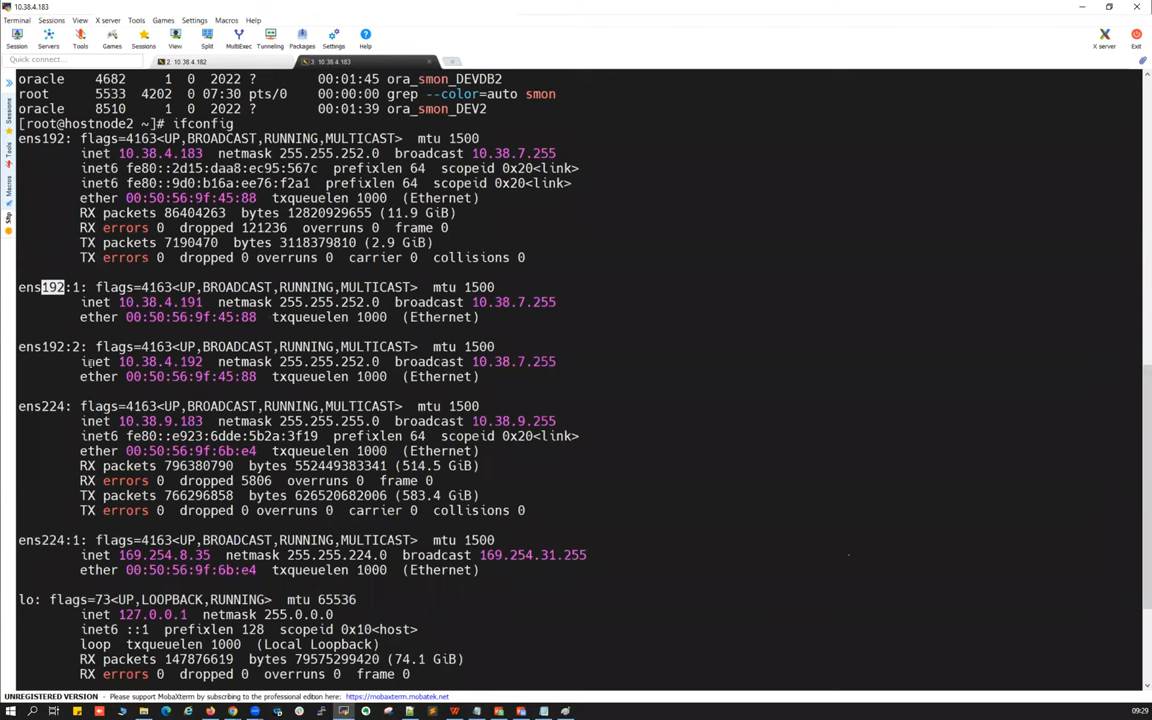 10.38.4.183
Terminal Sessions View X server Tools Games Settings Macros Help
Session Servers Tools Games Sessions View Split MultiExec Tunneling Packages Settings Help X server Exit
Quick connect... 2. 10.38.4.182 3. 10.38.4.183
Sessions
Tools
Macros
Sftp
oracle 4682 1 0 2022 ? 00:01:45 ora_smon_DEVDB2
root 5533 4202 0 07:30 pts/0 00:00:00 grep --color=auto smon
oracle 8510 1 0 2022 ? 00:01:39 ora_smon_DEV2
[root@hostnode2 ~]# ifconfig
ens192: flags=4163<UP,BROADCAST,RUNNING,MULTICAST> mtu 1500
inet 10.38.4.183 netmask 255.255.252.0 broadcast 10.38.7.255
inet6 fe80::2d15:daa8:ec95:567c prefixlen 64 scopeid 0x20<link>
inet6 fe80::9d0:b16a:ee76:f2a1 prefixlen 64 scopeid 0x20<link>
ether 00:50:56:9f:45:88 txqueuelen 1000 (Ethernet)
RX packets 86404263 bytes 12820929655 (11.9 GiB)
RX errors 0 dropped 121236 overruns 0 frame 0
TX packets 7190470 bytes 3118379810 (2.9 GiB)
TX errors 0 dropped 0 overruns 0 carrier 0 collisions 0
ens192:1: flags=4163<UP,BROADCAST,RUNNING,MULTICAST> mtu 1500
inet 10.38.4.191 netmask 255.255.252.0 broadcast 10.38.7.255
ether 00:50:56:9f:45:88 txqueuelen 1000 (Ethernet)
ens192:2: flags=4163<UP,BROADCAST,RUNNING,MULTICAST> mtu 1500
inet 10.38.4.192 netmask 255.255.252.0 broadcast 10.38.7.255
ether 00:50:56:9f:45:88 txqueuelen 1000 (Ethernet)
ens224: flags=4163<UP,BROADCAST,RUNNING,MULTICAST> mtu 1500
inet 10.38.9.183 netmask 255.255.255.0 broadcast 10.38.9.255
inet6 fe80::e923:6dde:5b2a:3f19 prefixlen 64 scopeid 0x20<link>
ether 00:50:56:9f:6b:e4 txqueuelen 1000 (Ethernet)
RX packets 796380790 bytes 552449383341 (514.5 GiB)
RX errors 0 dropped 5806 overruns 0 frame 0
TX packets 766296858 bytes 626520682006 (583.4 GiB)
TX errors 0 dropped 0 overruns 0 carrier 0 collisions 0
ens224:1: flags=4163<UP,BROADCAST,RUNNING,MULTICAST> mtu 1500
inet 169.254.8.35 netmask 255.255.224.0 broadcast 169.254.31.255
ether 00:50:56:9f:6b:e4 txqueuelen 1000 (Ethernet)
lo: flags=73<UP,LOOPBACK,RUNNING> mtu 65536
inet 127.0.0.1 netmask 255.0.0.0
inet6 ::1 prefixlen 128 scopeid 0x10<host>
loop txqueuelen 1000 (Local Loopback)
RX packets 147876619 bytes 79575299420 (74.1 GiB)
RX errors 0 dropped 0 overruns 0 frame 0
UNREGISTERED VERSION - Please support MobaXterm by subscribing to the professional edition here: https://mobaxterm.mobatek.net
09:29